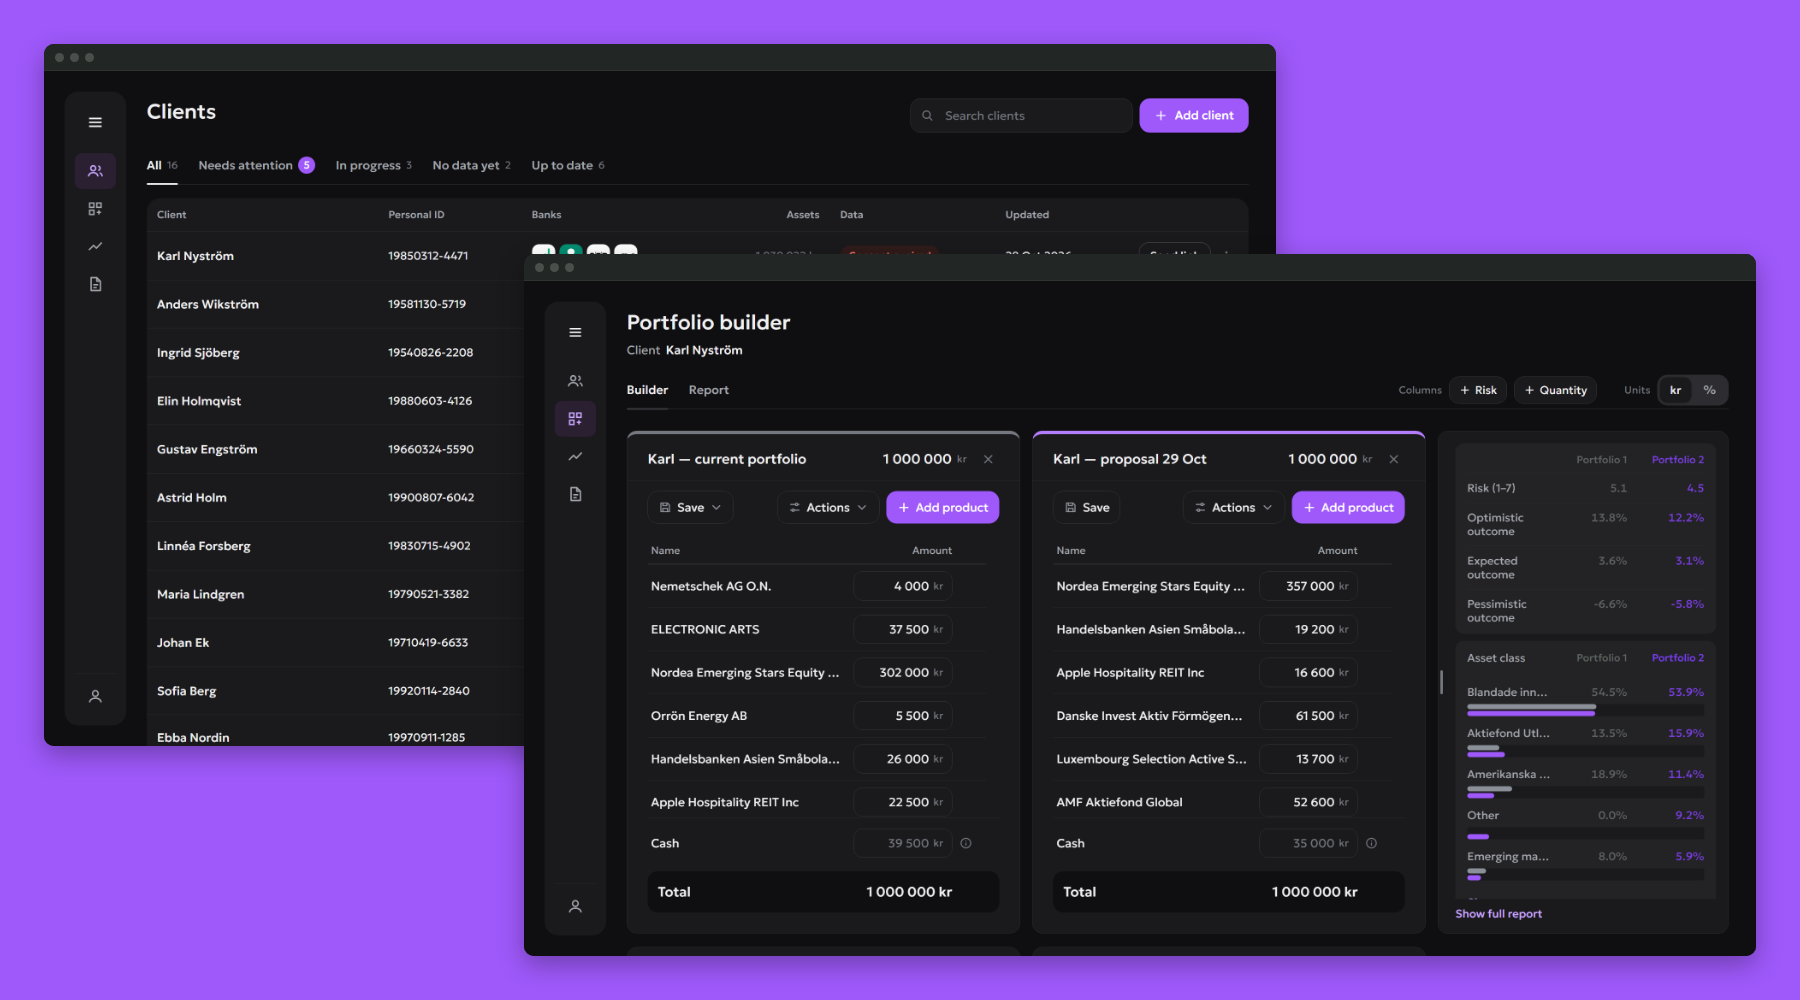 Clients
Search clients
+ Add client
All 16
Needs attention 5
In progress 3
No data yet 2
Up to date 6
Client Personal ID Banks Assets Data Updated
Karl Nyström 19850312-4471
Anders Wikström 19581130-5719
Ingrid Sjöberg 19540826-2208
Elin Holmqvist 19880603-4126
Gustav Engström 19660324-5590
Astrid Holm 19900807-6042
Linnéa Forsberg 19830715-4902
Maria Lindgren 19790521-3382
Johan Ek 19710419-6633
Sofia Berg 19920114-2840
Ebba Nordin 19970911-1285
Portfolio builder
Client Karl Nyström
Builder Report
Columns + Risk + Quantity Units kr %
Karl — current portfolio 1 000 000 kr
Save Actions + Add product
Name Amount
Nemetschek AG O.N. 4 000 kr
ELECTRONIC ARTS 37 500 kr
Nordea Emerging Stars Equity ... 302 000 kr
Orrön Energy AB 5 500 kr
Handelsbanken Asien Småbola... 26 000 kr
Apple Hospitality REIT Inc 22 500 kr
Cash 39 500 kr
Total 1 000 000 kr
Karl — proposal 29 Oct 1 000 000 kr
Save Actions + Add product
Name Amount
Nordea Emerging Stars Equity ... 357 000 kr
Handelsbanken Asien Småbola... 19 200 kr
Apple Hospitality REIT Inc 16 600 kr
Danske Invest Aktiv Förmögen... 61 500 kr
Luxembourg Selection Active S... 13 700 kr
AMF Aktiefond Global 52 600 kr
Cash 35 000 kr
Total 1 000 000 kr
Portfolio 1 Portfolio 2
Risk (1–7) 5.1 4.5
Optimistic 13.8% 12.2%
outcome
Expected 3.6% 3.1%
outcome
Pessimistic -6.6% -5.8%
outcome
Asset class Portfolio 1 Portfolio 2
Blandade inn... 54.5% 53.9%
Aktiefond Utl... 13.5% 15.9%
Amerikanska ... 18.9% 11.4%
Other 0.0% 9.2%
Emerging ma... 8.0% 5.9%
Show full report